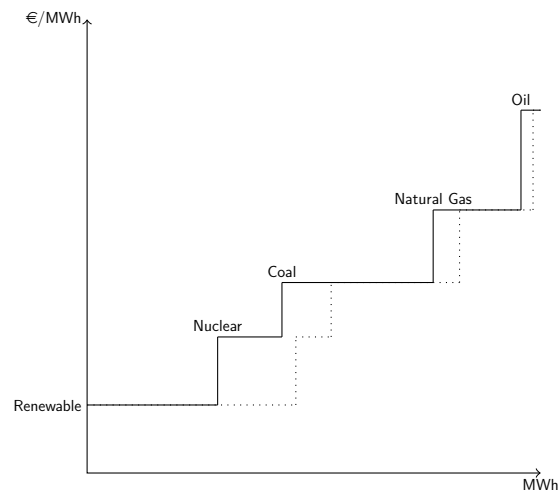 €/MWh
Oil
Natural Gas
Coal
Nuclear
Renewable
MWh